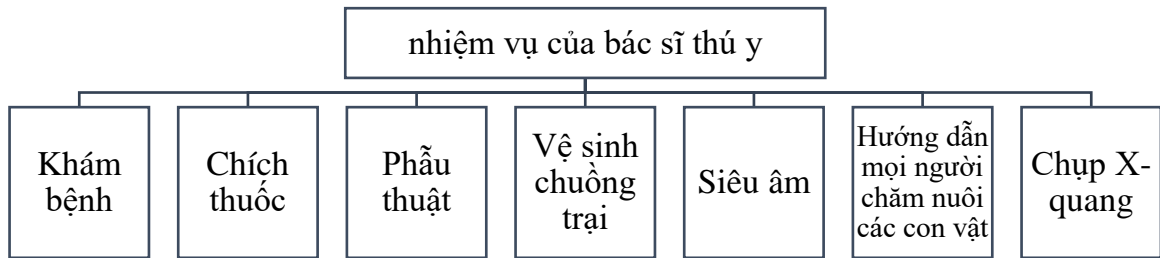 nhiệm vụ của bác sĩ thú y
Khám
bệnh
Chích
thuốc
Phẫu
thuật
Vệ sinh
chuồng
trại
Siêu âm
Hướng dẫn
mọi người
chăm nuôi
các con vật
Chụp X-
quang